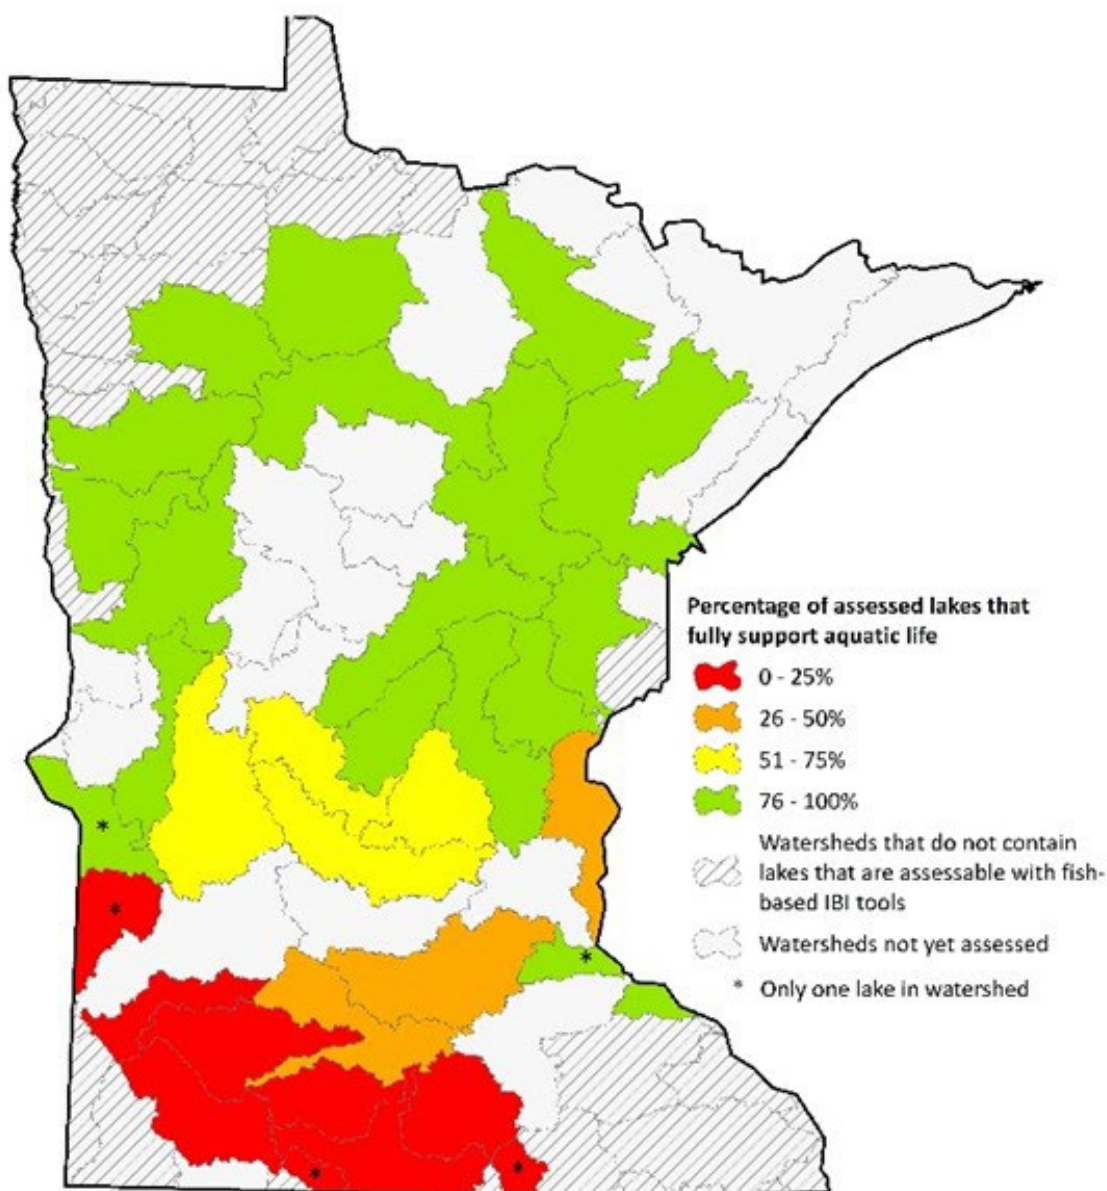 Percentage of assessed lakes that
fully support aquatic life
0 - 25%
26 - 50%
51 - 75%
76 - 100%
Watersheds that do not contain
lakes that are assessable with fish-
based IBI tools
Watersheds not yet assessed
* Only one lake in watershed
*
*
*
*
*